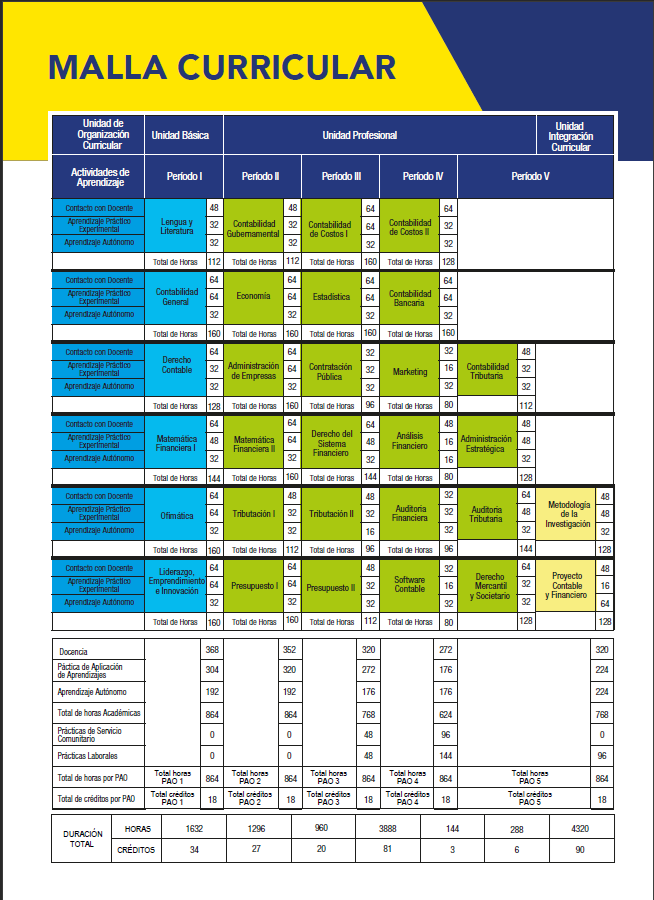 MALLA CURRICULAR
Unidad de
Organización
Curricular
Unidad Básica
Unidad Profesional
Unidad
Integración
Curricular
Actividades de
Aprendizaje
Período I
Período II
Período III
Período IV
Período V
Contacto con Docente 48 48 64 64
Aprendizaje Práctico
Experimental 32 32 64 32
Aprendizaje Autónomo 32 32 32 32
Lengua y
Literatura
Contabilidad
Gubernamental
Contabilidad
de Costos I
Contabilidad
de Costos II
Total de Horas 112 Total de Horas 112 Total de Horas 160 Total de Horas 128
Contacto con Docente 64 64 64 64
Aprendizaje Práctico
Experimental 64 64 64 64
Aprendizaje Autónomo 32 32 32 32
Contabilidad
General
Economía
Estadística
Contabilidad
Bancaria
Total de Horas 160 Total de Horas 160 Total de Horas 160 Total de Horas 160
Contacto con Docente 64 64 32 32 48
Aprendizaje Práctico
Experimental 32 64 32 16 32
Aprendizaje Autónomo 32 32 32 32 32
Derecho
Contable
Administración
de Empresas
Contratación
Pública
Marketing
Contabilidad
Tributaria
Total de Horas 128 Total de Horas 160 Total de Horas 96 Total de Horas 80 112
Contacto con Docente 64 64 64 48 48
Aprendizaje Práctico
Experimental 48 64 48 16 48
Aprendizaje Autónomo 32 32 32 16 32
Matemática
Financiera I
Matemática
Financiera II
Derecho del
Sistema
Financiero
Análisis
Financiero
Administración
Estratégica
Total de Horas 144 Total de Horas 160 Total de Horas 144 Total de Horas 80 128
Contacto con Docente 64 48 48 32 64 48
Aprendizaje Práctico
Experimental 64 32 32 32 48 48
Aprendizaje Autónomo 32 32 16 32 32 32
Ofimática
Tributación I
Tributación II
Auditoria
Financiera
Auditoria
Tributaria
Metodología
de la
Investigación
Total de Horas 160 Total de Horas 112 Total de Horas 96 Total de Horas 96 144 128
Contacto con Docente 64 64 48 32 64 48
Aprendizaje Práctico
Experimental 64 64 32 16 32 16
Aprendizaje Autónomo 32 32 32 32 32 64
Liderazgo,
Emprendimiento
e Innovación
Presupuesto I
Presupuesto II
Software
Contable
Derecho
Mercantil
y Societario
Proyecto
Contable
y Financiero
Total de Horas 160 Total de Horas 160 Total de Horas 112 Total de Horas 80 128 128
Docencia 368 352 320 272 320
Páctica de Aplicación
de Aprendizajes 304 320 272 176 224
Aprendizaje Autónomo 192 192 176 176 224
Total de horas Académicas 864 864 768 624 768
Prácticas de Servicio
Comunitario 0 0 48 96 0
Prácticas Laborales 0 0 48 144 96
Total de horas por PAO
Total horas
PAO 1 864
Total horas
PAO 2 864
Total horas
PAO 3 864
Total horas
PAO 4 864
Total horas
PAO 5 864
Total de créditos por PAO
Total créditos
PAO 1 18
Total créditos
PAO 2 18
Total créditos
PAO 3 18
Total créditos
PAO 4 18
Total créditos
PAO 5 18
DURACIÓN
TOTAL
HORAS 1632 1296 960 3888 144 288 4320
CRÉDITOS 34 27 20 81 3 6 90